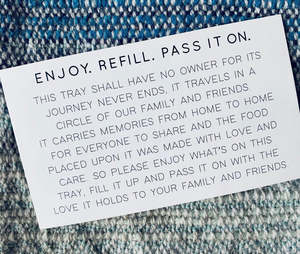 ENJOY. REFILL. PASS IT ON.
THIS TRAY SHALL HAVE NO OWNER FOR ITS
JOURNEY NEVER ENDS, IT TRAVELS IN A
CIRCLE OF OUR FAMILY AND FRIENDS
IT CARRIES MEMORIES FROM HOME TO HOME
FOR EVERYONE TO SHARE AND THE FOOD
PLACED UPON IT WAS MADE WITH LOVE AND
CARE SO PLEASE ENJOY WHAT'S ON THIS
TRAY, FILL IT UP AND PASS IT ON WITH THE
LOVE IT HOLDS TO YOUR FAMILY AND FRIENDS